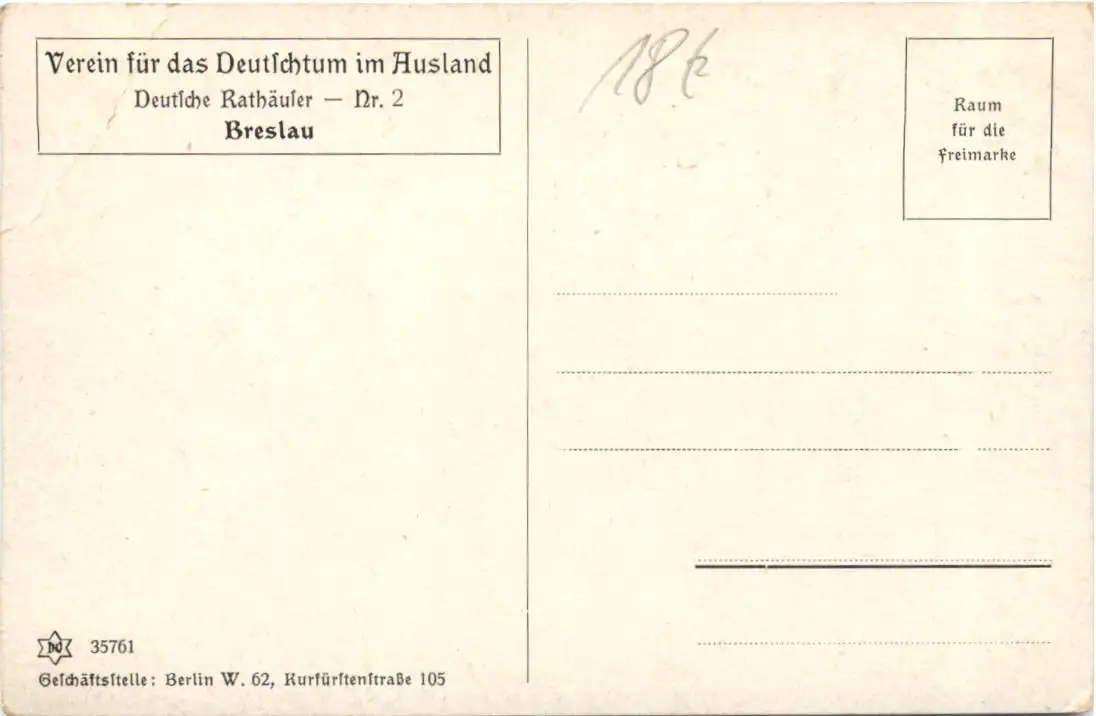 Verein für das Deutſchtum im Ausland
Deutſche Rathäuſer — Nr. 2
Breslau
18
Raum
für die
Freimarke
35761
Geſchäftsſtelle: Berlin W. 62, Kurfürſtenſtraße 105